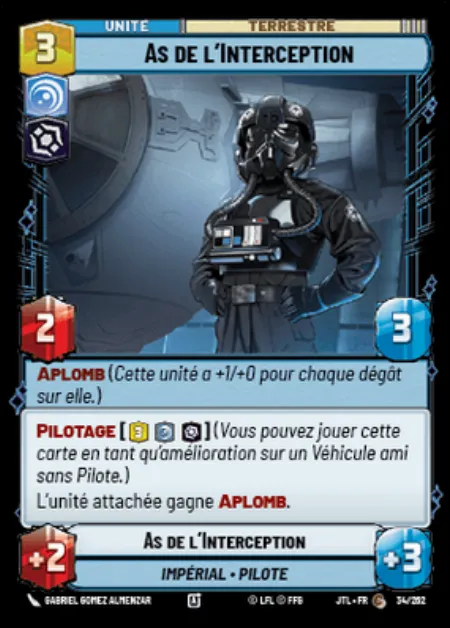 UNITÉ
TERRESTRE
3
AS DE L'INTERCEPTION
2
3
APLOMB (Cette unité a +1/+0 pour chaque dégât
sur elle.)
PILOTAGE [3] (Vous pouvez jouer cette
carte en tant qu'amélioration sur un Véhicule ami
sans Pilote.)
L'unité attachée gagne APLOMB.
+2
AS DE L'INTERCEPTION
+3
IMPÉRIAL • PILOTE
GABRIEL GOMEZ ALMENZAR
© LFL © FFG
JTL • FR
34/262